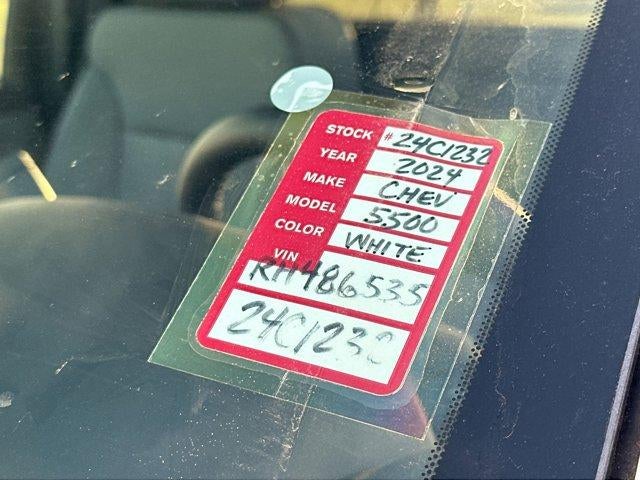 STOCK #24C1232
YEAR 2024
MAKE CHEV
MODEL 5500
COLOR WHITE
VIN RH486535
24C1232